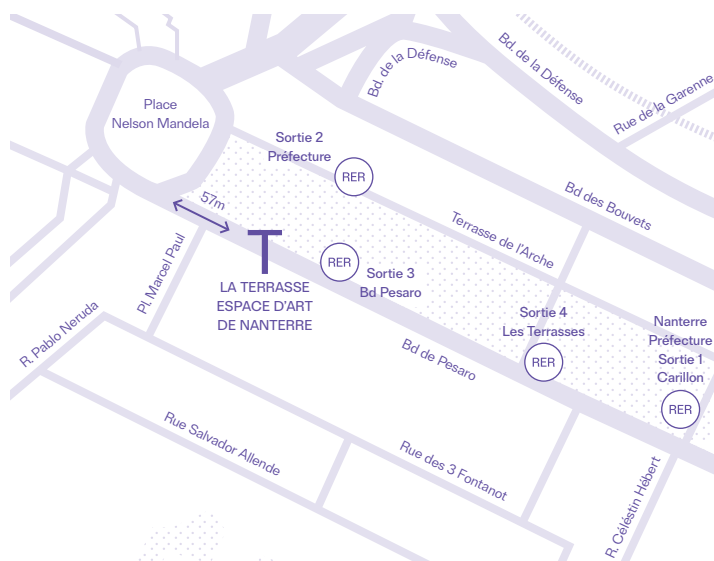 Bd. de la Défense
Bd. de la Défense
Rue de la Garenne
Place
Nelson Mandela
Sortie 2
Préfecture
RER
57m
Bd des Bouvets
Terrasse de l'Arche
Pl. Marcel Paul
LA TERRASSE
ESPACE D'ART
DE NANTERRE
RER
Sortie 3
Bd Pesaro
Sortie 4
Les Terrasses
RER
Nanterre
Préfecture
Sortie 1
Carillon
RER
R. Pablo Neruda
Bd de Pesaro
Rue Salvador Allende
Rue des 3 Fontanot
R. Céléstin Hébert